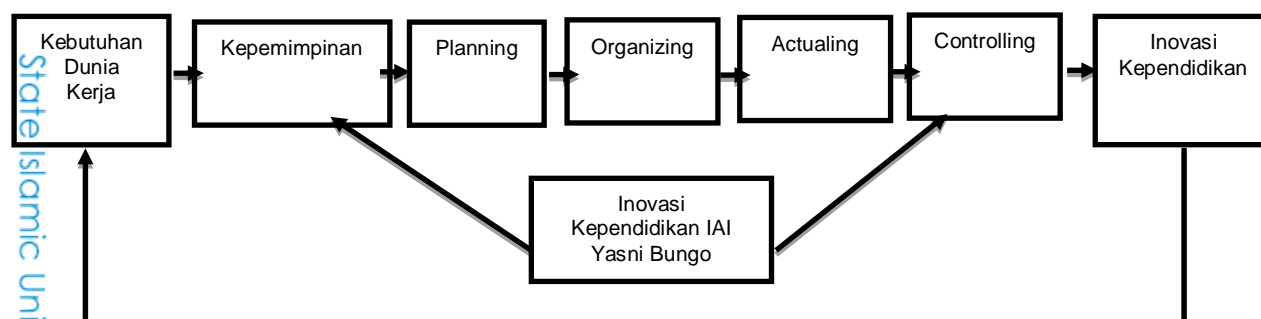 Kebutuhan
Dunia
Kerja
Kepemimpinan
Planning
Organizing
Actualing
Controlling
Inovasi
Kependidikan
Inovasi
Kependidikan IAI
Yasni Bungo
State Islamic Uni